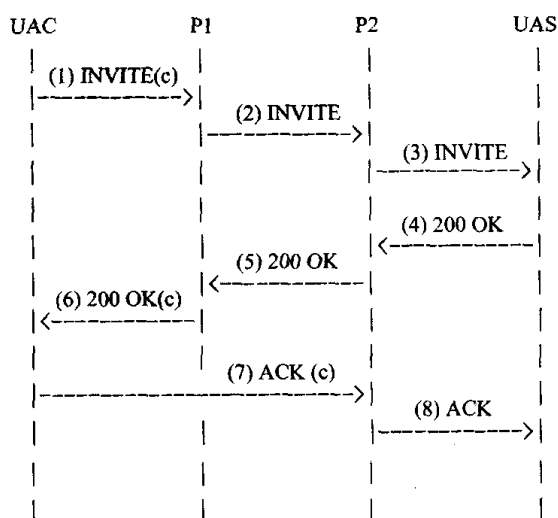 UAC P1 P2 UAS
(1) INVITE(c)
(2) INVITE
(3) INVITE
(4) 200 OK
(5) 200 OK
(6) 200 OK(c)
(7) ACK (c)
(8) ACK